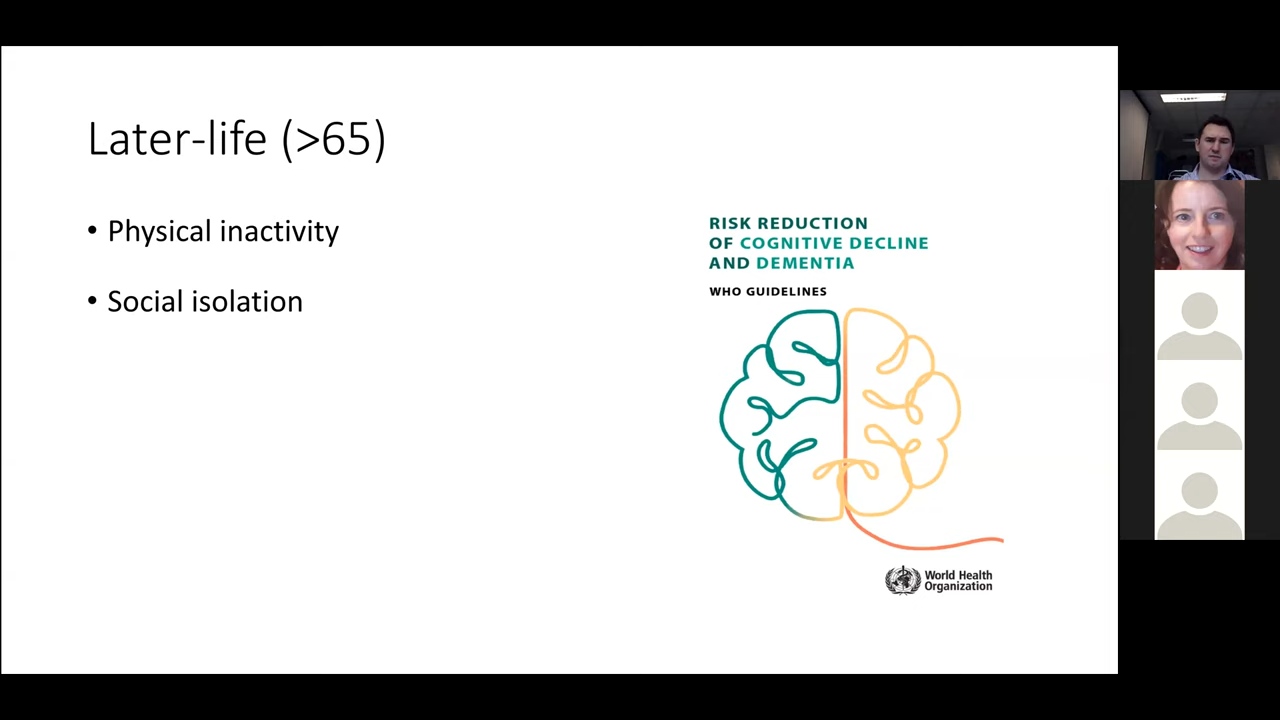 Later-life (>65)
• Physical inactivity
• Social isolation
RISK REDUCTION
OF COGNITIVE DECLINE
AND DEMENTIA
WHO GUIDELINES
World Health
Organization